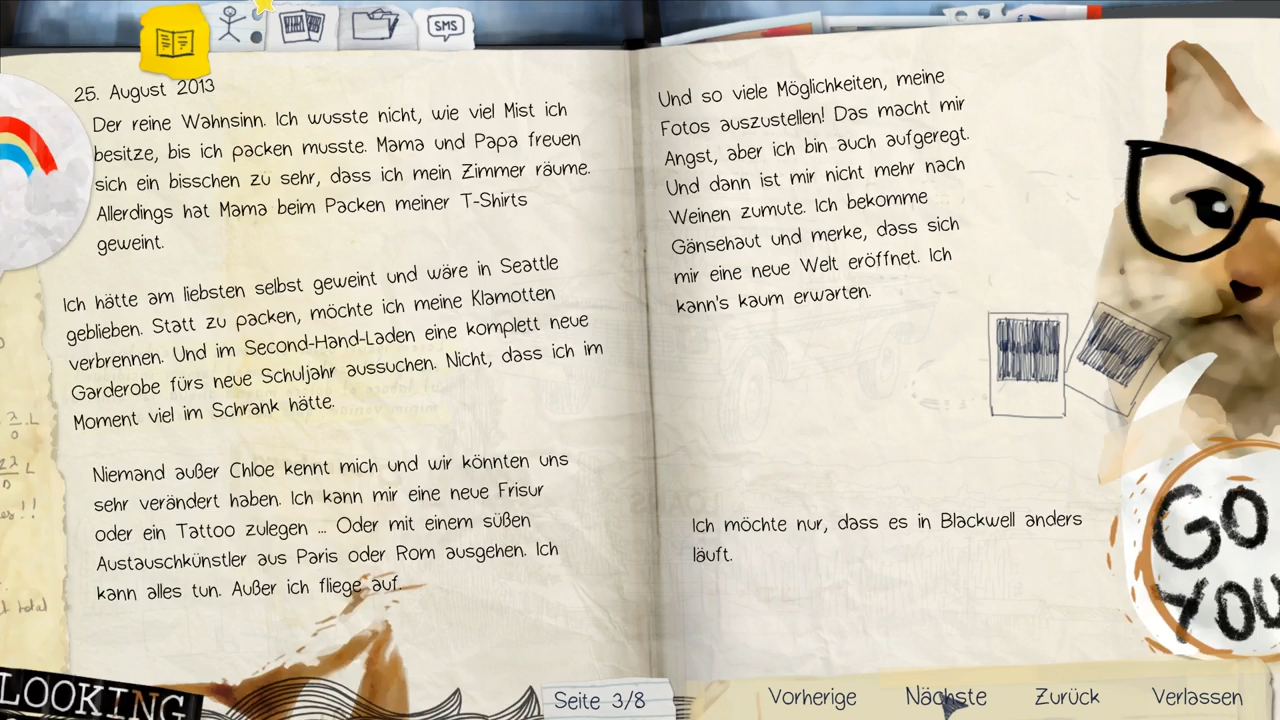 SMS
25. August 2013
Der reine Wahnsinn. Ich wusste nicht, wie viel Mist ich
besitze, bis ich packen musste. Mama und Papa freuen
sich ein bisschen zu sehr, dass ich mein Zimmer räume.
Allerdings hat Mama beim Packen meiner T-Shirts
geweint.
Ich hätte am liebsten selbst geweint und wäre in Seattle
geblieben. Statt zu packen, möchte ich meine Klamotten
verbrennen. Und im Second-Hand-Laden eine komplett neue
Garderobe fürs neue Schuljahr aussuchen. Nicht, dass ich im
Moment viel im Schrank hätte.
Niemand außer Chloe kennt mich und wir könnten uns
sehr verändert haben. Ich kann mir eine neue Frisur
oder ein Tattoo zulegen ... Oder mit einem süßen
Austauschkünstler aus Paris oder Rom ausgehen. Ich
kann alles tun. Außer ich fliege auf.
Und so viele Möglichkeiten, meine
Fotos auszustellen! Das macht mir
Angst, aber ich bin auch aufgeregt.
Und dann ist mir nicht mehr nach
Weinen zumute. Ich bekomme
Gänsehaut und merke, dass sich
mir eine neue Welt eröffnet. Ich
kann's kaum erwarten.
Ich möchte nur, dass es in Blackwell anders
läuft.
GO
YOU
LOOKING
Seite 3/8
Vorherige
Nächste
Zurück
Verlassen